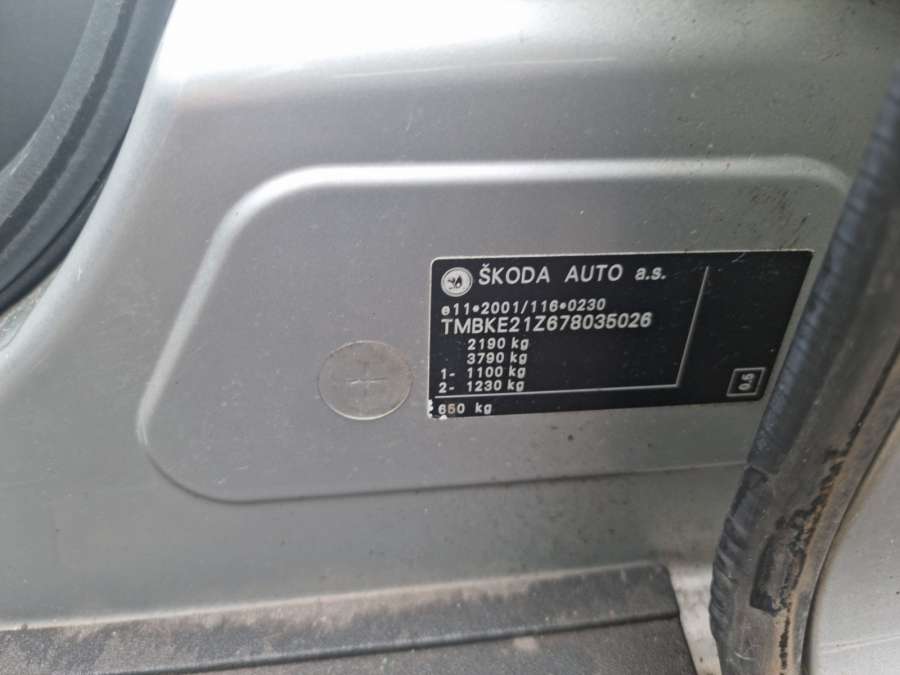 ŠKODA AUTO a.s.
e11*2001/116*0230
TMBKE21Z678035026
2190 kg
3790 kg
1- 1100 kg
2- 1230 kg
650 kg
0.5